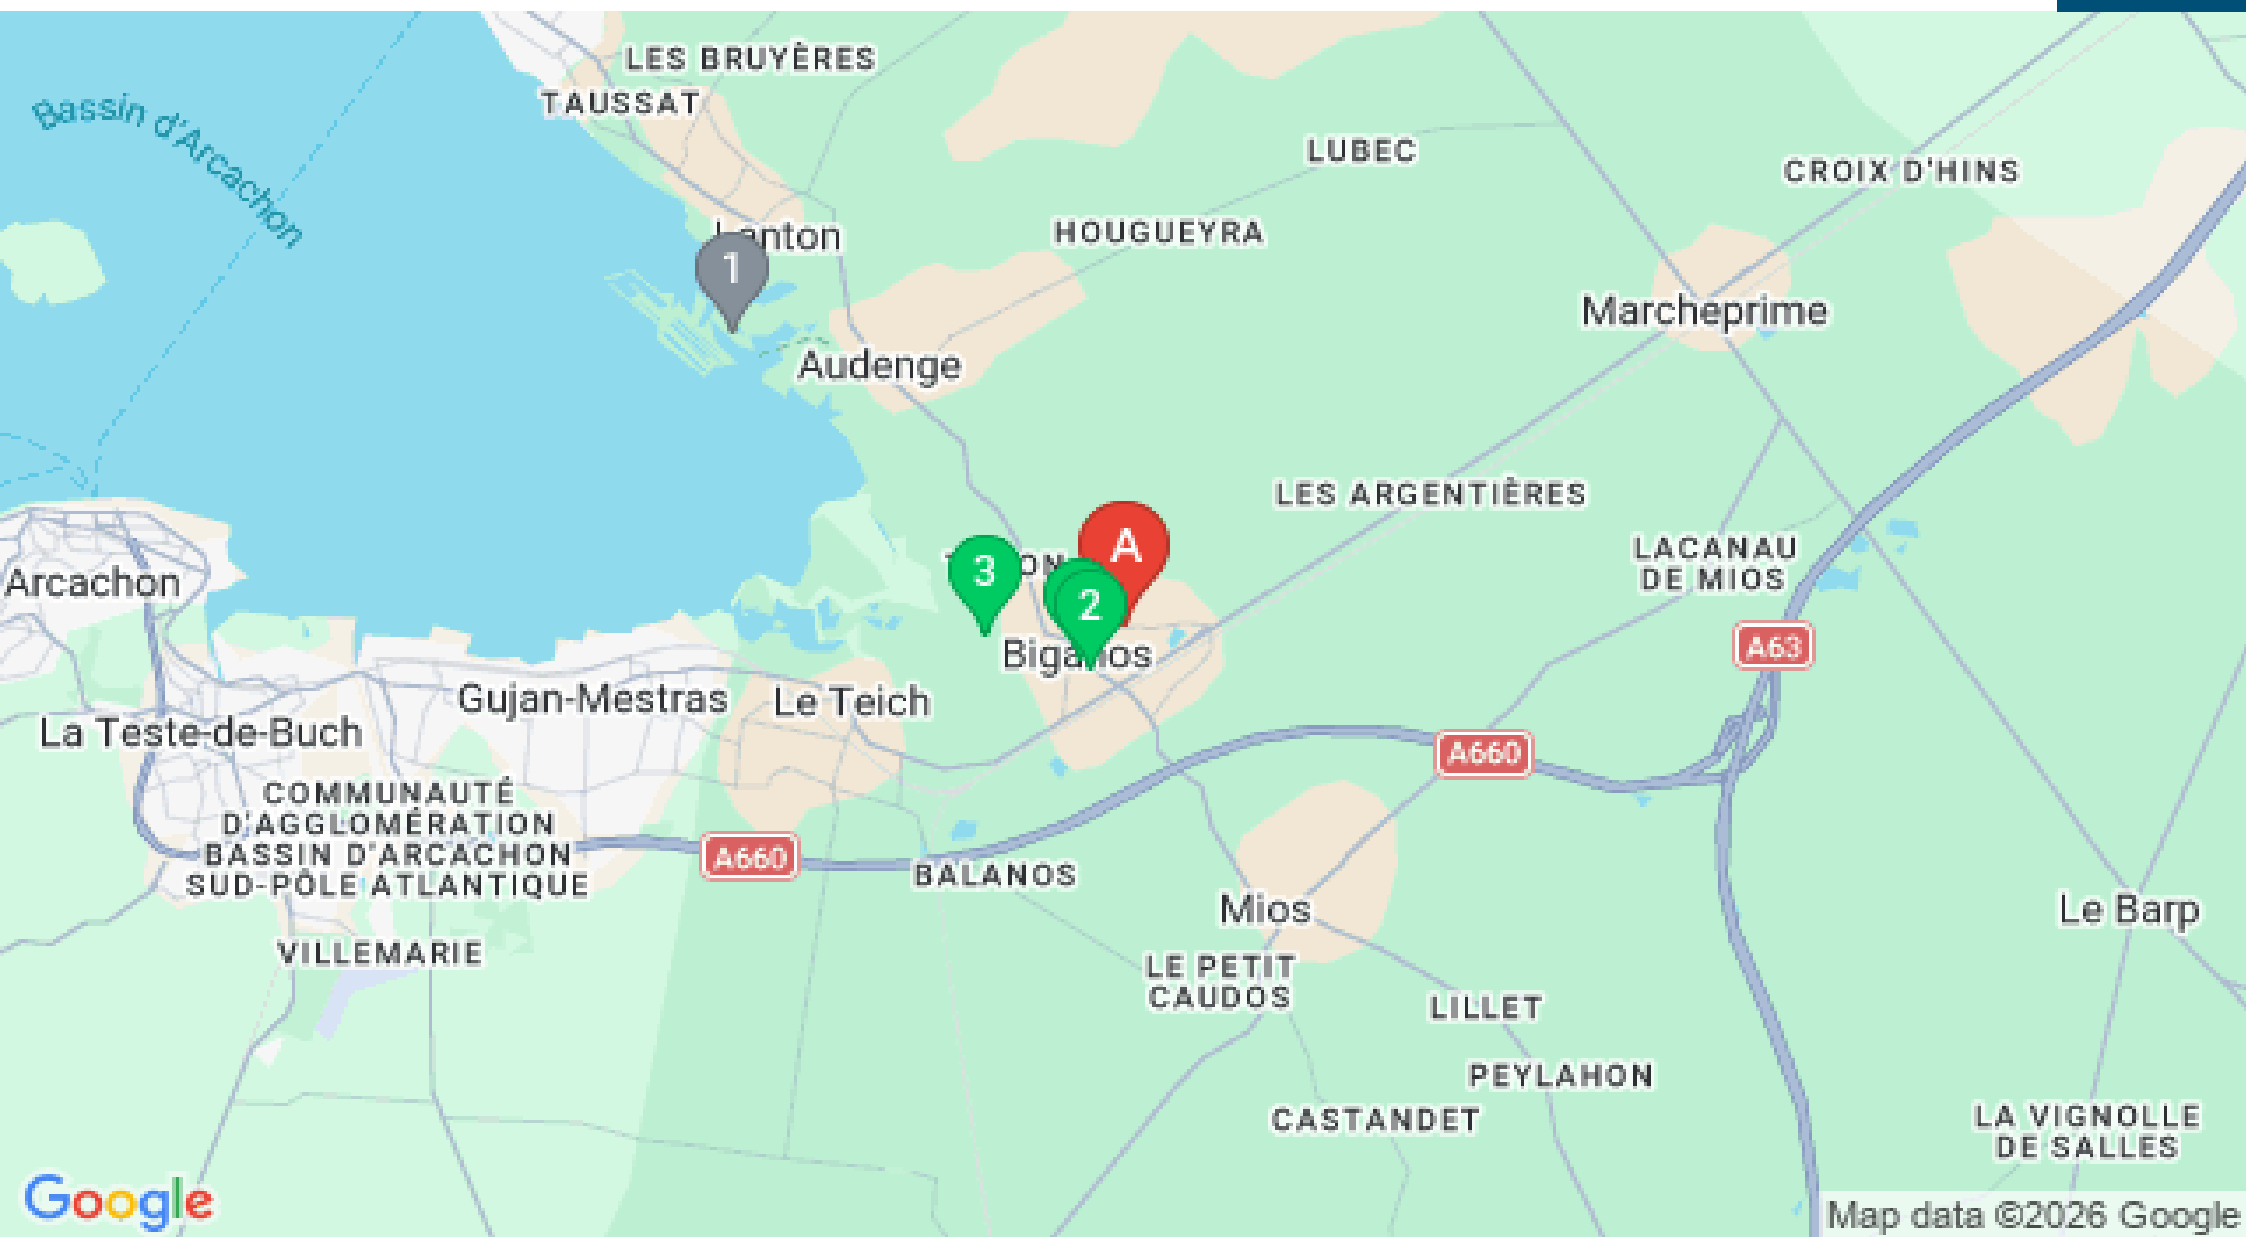 LES BRUYÈRES
TAUSSAT
Bassin d'Arcachon
LUBEC
CROIX D'HINS
HOUGUEYRA
1
Marcheprime
Audenge
LES ARGENTIÈRES
A
LACANAU
DE MIOS
3
2
Arcachon
A63
Gujan-Mestras
Le Teich
La Teste-de-Buch
A660
COMMUNAUTÉ
D'AGGLOMÉRATION
BASSIN D'ARCACHON
SUD-PÔLE ATLANTIQUE
A660
BALANOS
Mios
Le Barp
VILLEMARIE
LE PETIT
CAUDOS
LILLET
PEYLAHON
CASTANDET
LA VIGNOLLE
DE SALLES
Google
Map data ©2026 Google